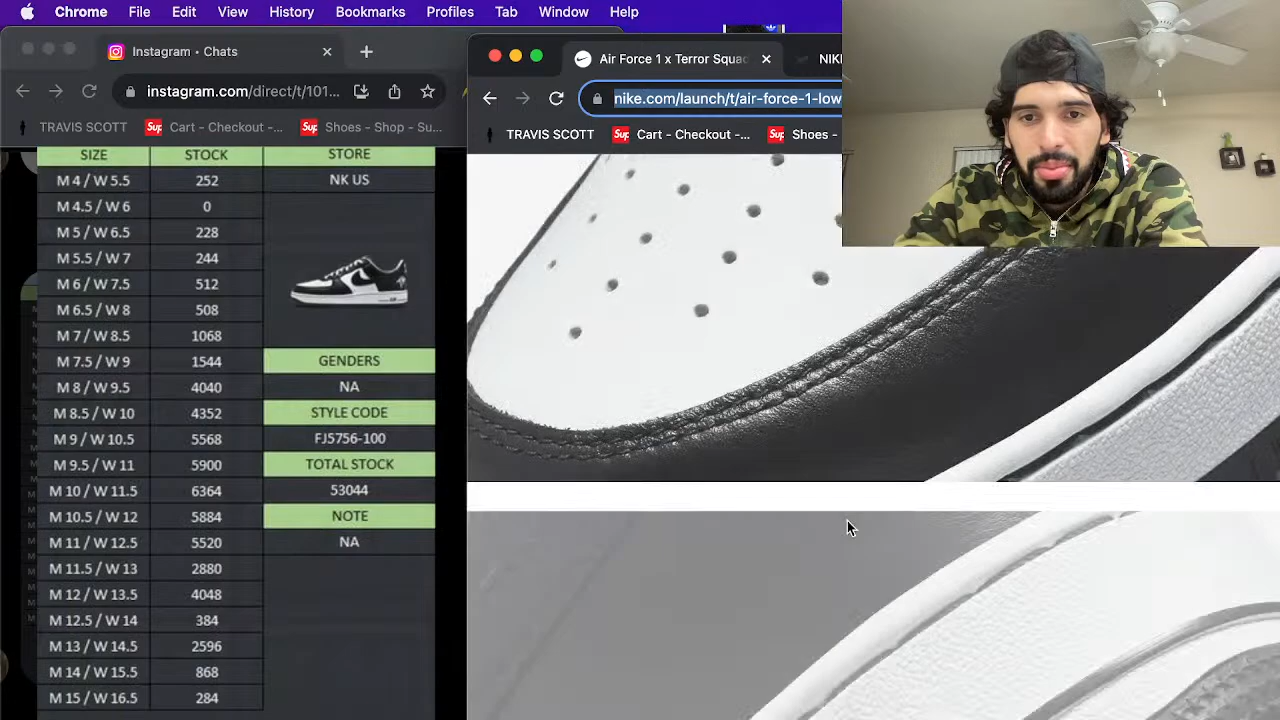 Chrome File Edit View History Bookmarks Profiles Tab Window Help
Instagram • Chats
instagram.com/direct/t/101...
TRAVIS SCOTT Cart - Checkout -... Shoes - Shop - Su...
Air Force 1 x Terror Squa NIK
nike.com/launch/t/air-force-1-low
TRAVIS SCOTT Cart - Checkout -... Shoes -
SIZE STOCK STORE
M 4 / W 5.5 252 NK US
M 4.5 / W 6 0
M 5 / W 6.5 228
M 5.5 / W 7 244
M 6 / W 7.5 512
M 6.5 / W 8 508
M 7 / W 8.5 1068
M 7.5 / W 9 1544 GENDERS
M 8 / W 9.5 4040 NA
M 8.5 / W 10 4352 STYLE CODE
M 9 / W 10.5 5568 FJ5756-100
M 9.5 / W 11 5900 TOTAL STOCK
M 10 / W 11.5 6364 53044
M 10.5 / W 12 5884 NOTE
M 11 / W 12.5 5520 NA
M 11.5 / W 13 2880
M 12 / W 13.5 4048
M 12.5 / W 14 384
M 13 / W 14.5 2596
M 14 / W 15.5 868
M 15 / W 16.5 284